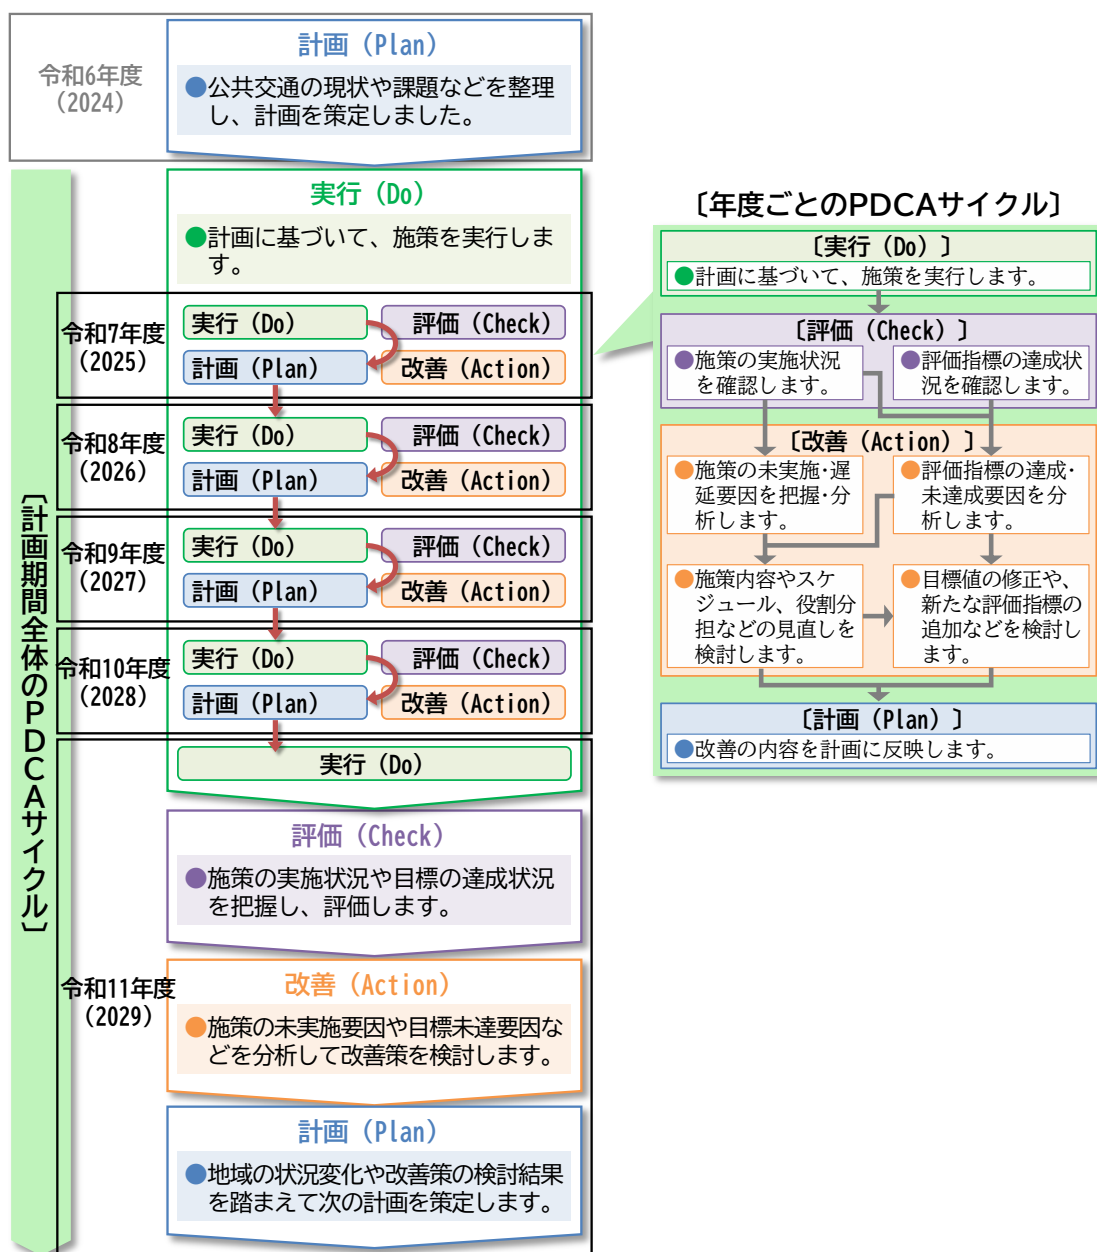 計画（Plan）
令和6年度
（2024）
●公共交通の現状や課題などを整理
し、計画を策定しました。
〔計画期間全体のPDCAサイクル〕
実行（Do）
●計画に基づいて、施策を実行しま
す。
令和7年度
（2025）
実行（Do）
評価（Check）
計画（Plan）
改善（Action）
令和8年度
（2026）
実行（Do）
評価（Check）
計画（Plan）
改善（Action）
令和9年度
（2027）
実行（Do）
評価（Check）
計画（Plan）
改善（Action）
令和10年度
（2028）
実行（Do）
評価（Check）
計画（Plan）
改善（Action）
実行（Do）
令和11年度
（2029）
評価（Check）
●施策の実施状況や目標の達成状況
を把握し、評価します。
改善（Action）
●施策の未実施要因や目標未達要因な
どを分析して改善策を検討します。
計画（Plan）
●地域の状況変化や改善策の検討結果
を踏まえて次の計画を策定します。
〔年度ごとのPDCAサイクル〕
〔実行（Do）〕
●計画に基づいて、施策を実行します。
〔評価（Check）〕
●施策の実施状況
を確認します。
●評価指標の達成状
況を確認します。
〔改善（Action）〕
●施策の未実施・遅
延要因を把握・分
析します。
●評価指標の達成・
未達成要因を分
析します。
●施策内容やスケ
ジュール、役割分
担などの見直しを
検討します。
●目標値の修正や、
新たな評価指標の
追加などを検討し
ます。
〔計画（Plan）〕
●改善の内容を計画に反映します。